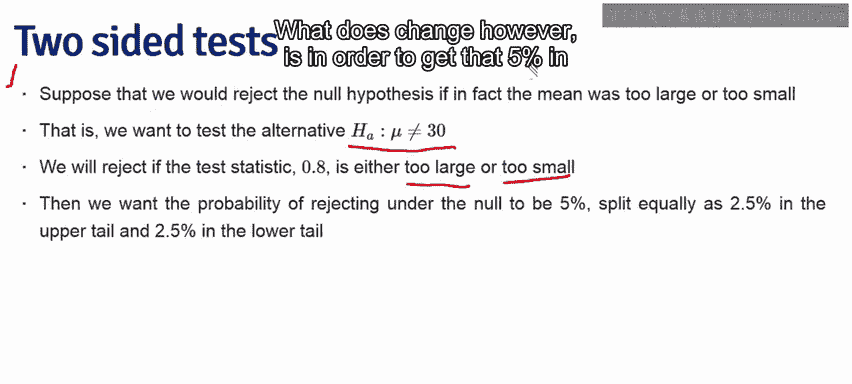 Two sided tests
What does change however,
is in order to get that 5% in
· Suppose that we would reject the null hypothesis if in fact the mean was too large or too small
· That is, we want to test the alternative Hₐ : μ ≠ 30
· We will reject if the test statistic, 0.8, is either too large or too small
· Then we want the probability of rejecting under the null to be 5%, split equally as 2.5% in the
upper tail and 2.5% in the lower tail